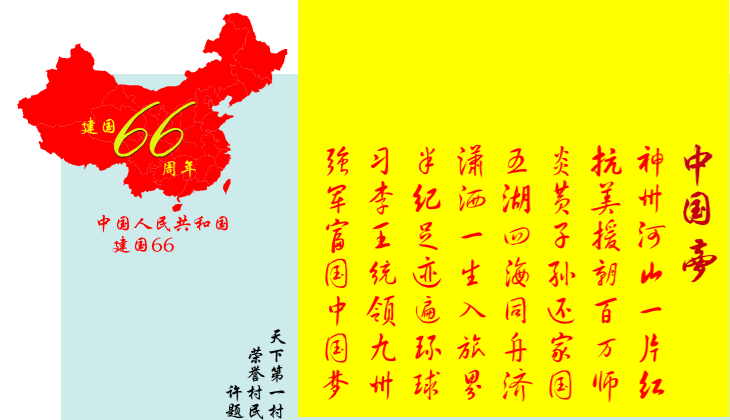 建国66周年
中国人民共和国
建国66
天下第一村
荣誉村民
许题
中国夢
神州河山一片红
抗美援朝百万师
炎黄子孙还家国
五湖四海同舟济
潇洒一生入旅界
半纪足迹遍环球
习李王统领九州
强军富国中国梦